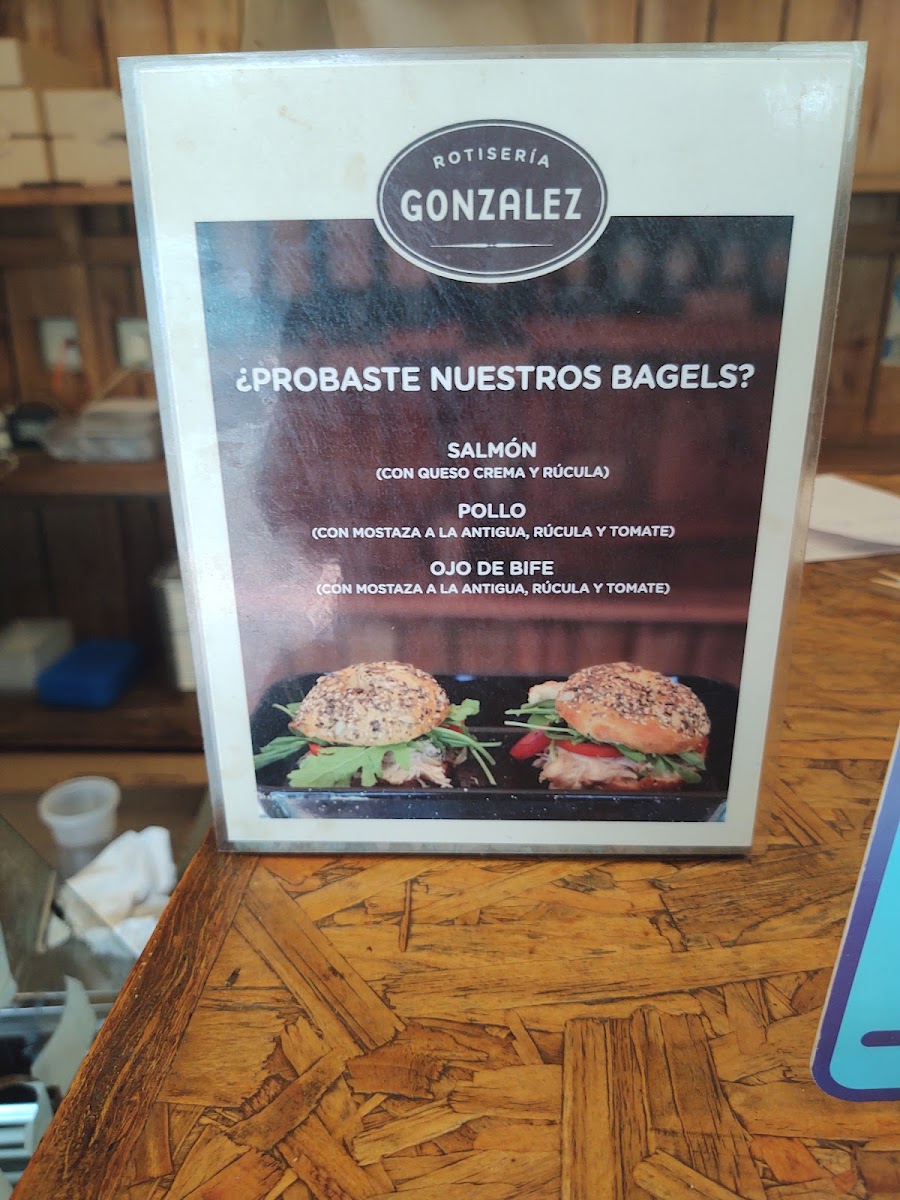 ROTISERÍA
GONZALEZ
¿PROBASTE NUESTROS BAGELS?
SALMÓN
(CON QUESO CREMA Y RÚCULA)
POLLO
(CON MOSTAZA A LA ANTIGUA, RÚCULA Y TOMATE)
OJO DE BIFE
(CON MOSTAZA A LA ANTIGUA, RÚCULA Y TOMATE)